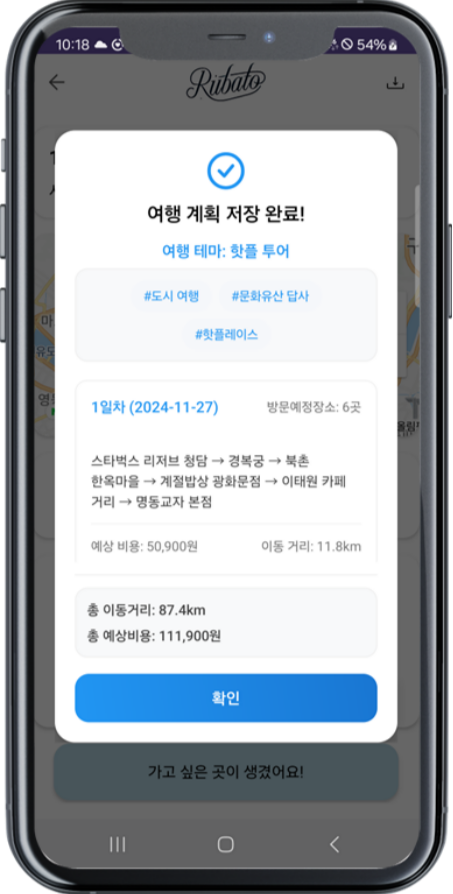 10:18
54%
Rubato
여행 계획 저장 완료!
여행 테마: 핫플 투어
#도시 여행 #문화유산 답사
#핫플레이스
1일차 (2024-11-27) 방문예정장소: 6곳
스타벅스 리저브 청담 → 경복궁 → 북촌
한옥마을 → 계절밥상 광화문점 → 이태원 카페
거리 → 명동교자 본점
예상 비용: 50,900원 이동 거리: 11.8km
총 이동거리: 87.4km
총 예상비용: 111,900원
확인
가고 싶은 곳이 생겼어요!